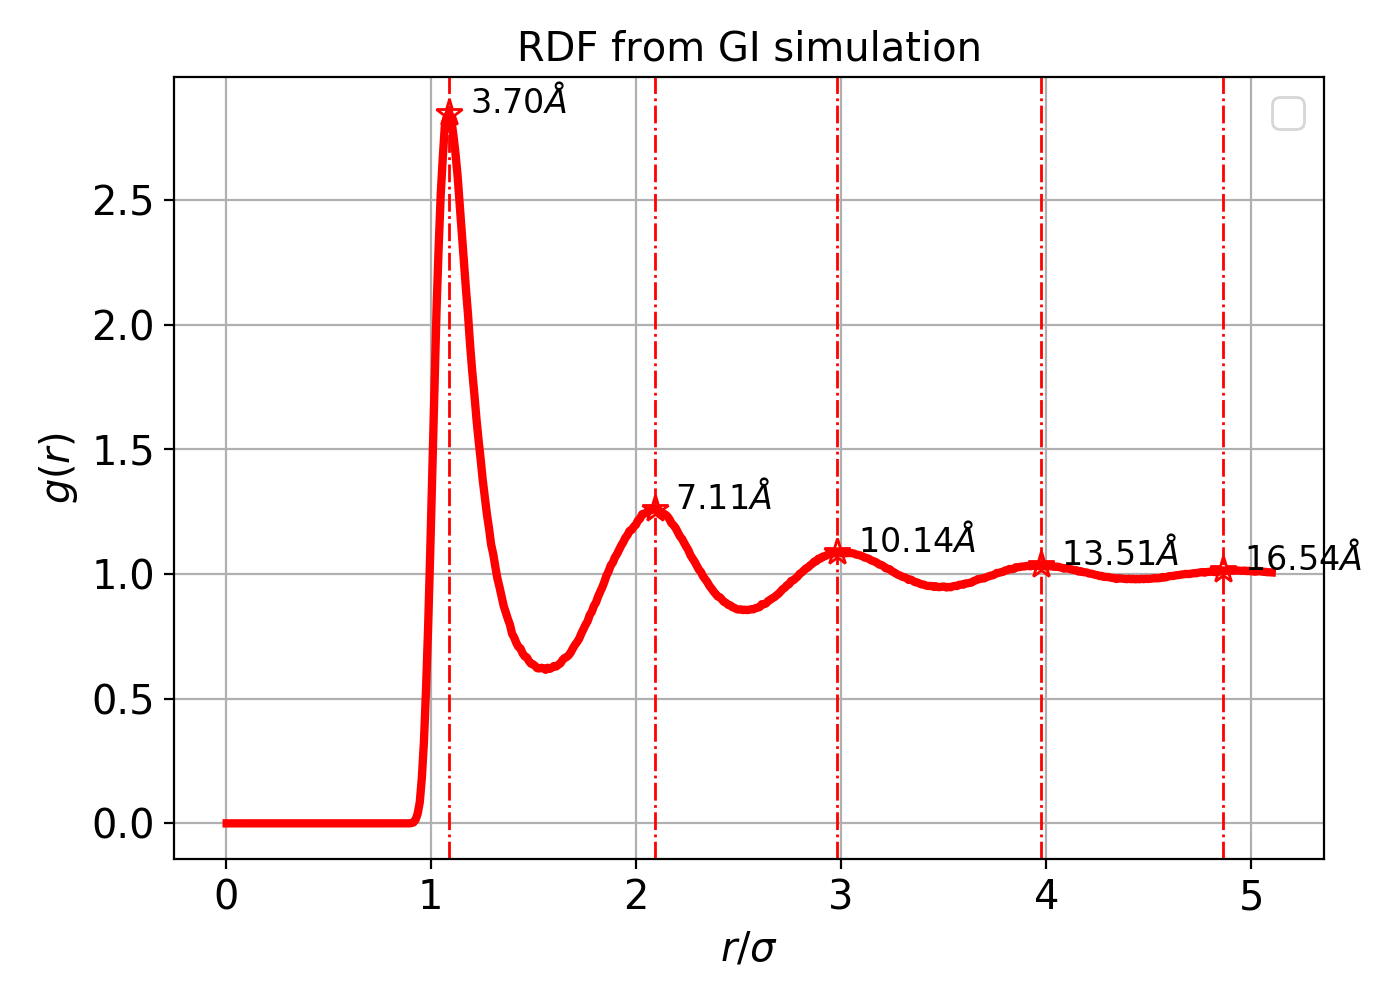 RDF from GI simulation
3.70Å
7.11Å
10.14Å
13.51Å
16.54Å
g(r)
2.5
2.0
1.5
1.0
0.5
0.0
0 1 2 3 4 5
r/σ